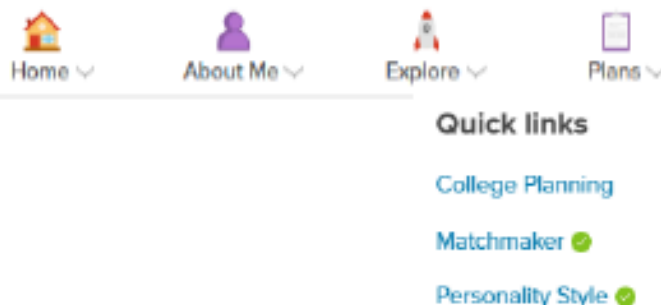 Home
About Me
Explore
Plans
Quick links
College Planning
Matchmaker
Personality Style